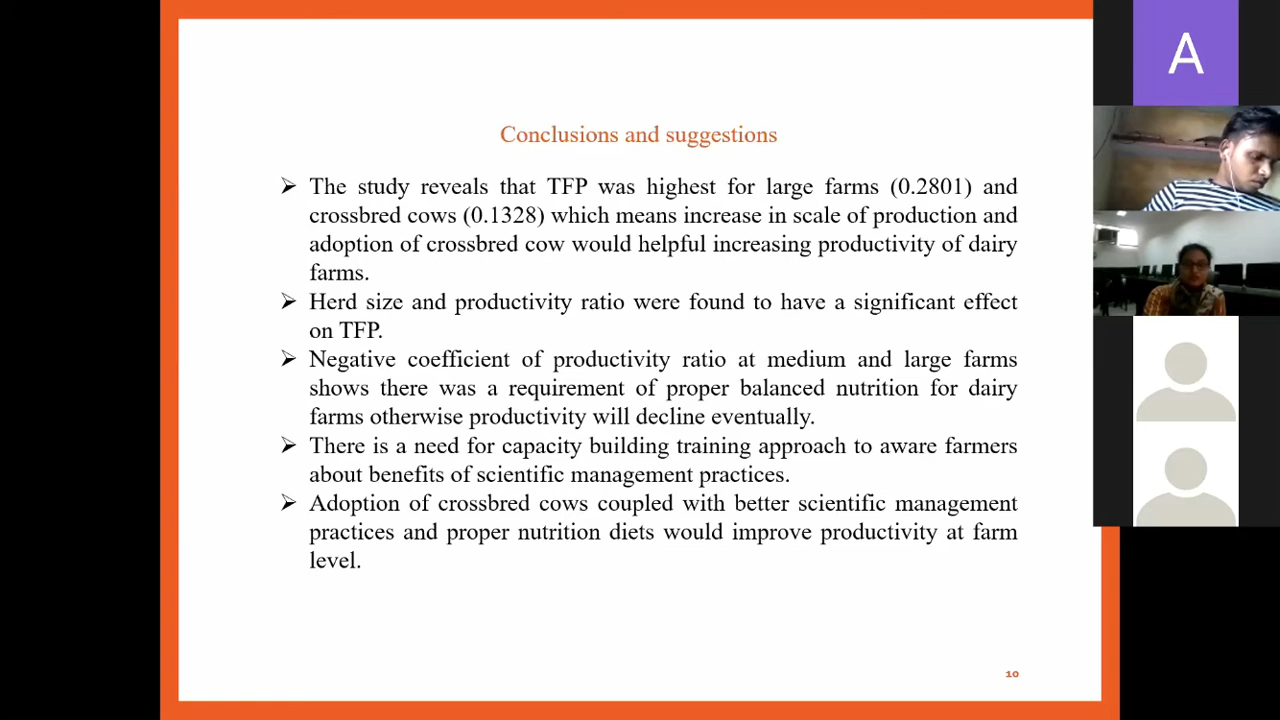 A
Conclusions and suggestions
➢ The study reveals that TFP was highest for large farms (0.2801) and
crossbred cows (0.1328) which means increase in scale of production and
adoption of crossbred cow would helpful increasing productivity of dairy
farms.
➢ Herd size and productivity ratio were found to have a significant effect
on TFP.
➢ Negative coefficient of productivity ratio at medium and large farms
shows there was a requirement of proper balanced nutrition for dairy
farms otherwise productivity will decline eventually.
➢ There is a need for capacity building training approach to aware farmers
about benefits of scientific management practices.
➢ Adoption of crossbred cows coupled with better scientific management
practices and proper nutrition diets would improve productivity at farm
level.
10